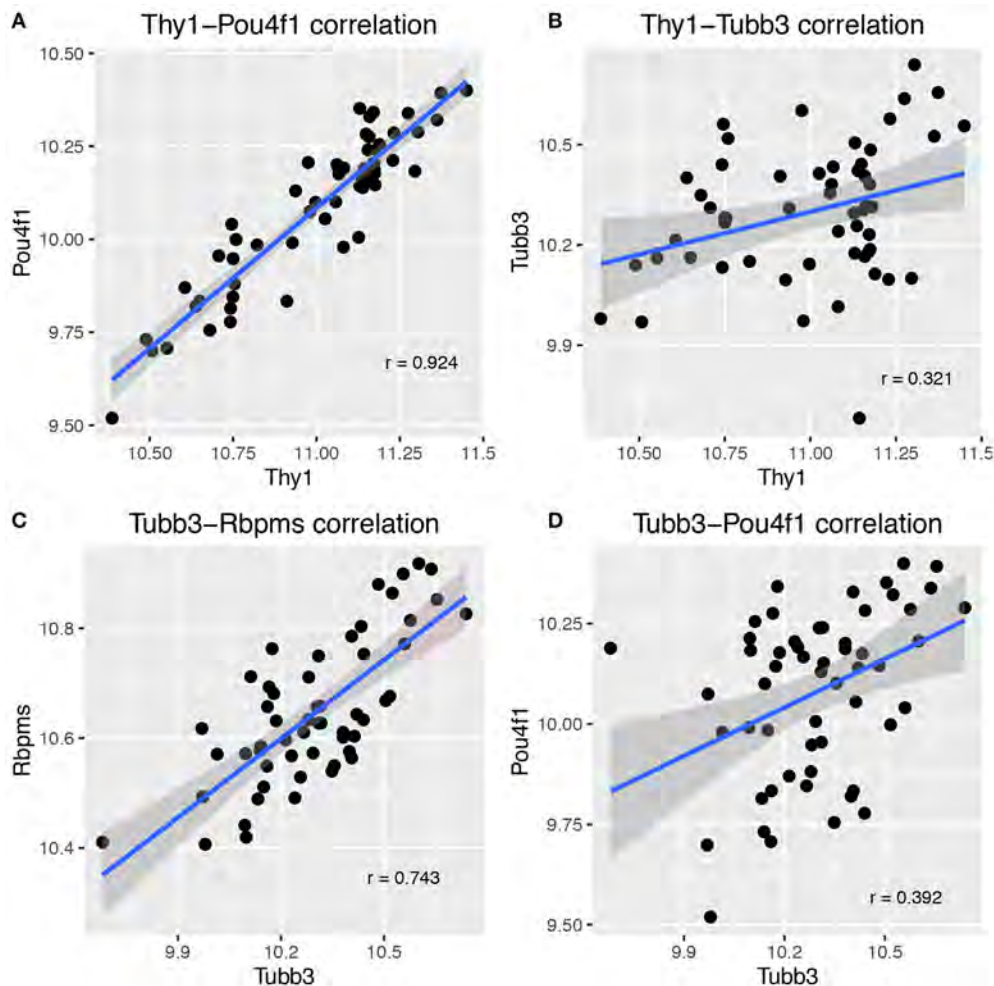 A
Thy1–Pou4f1 correlation
10.50
10.25
10.00
9.75
9.50
Pou4f1
r = 0.924
10.50 10.75 11.00 11.25 11.5
Thy1
B
Thy1–Tubb3 correlation
10.5
10.2
9.9
Tubb3
r = 0.321
10.50 10.75 11.00 11.25 11.5
Thy1
C
Tubb3–Rbpms correlation
10.8
10.6
10.4
Rbpms
r = 0.743
9.9 10.2 10.5
Tubb3
D
Tubb3–Pou4f1 correlation
10.25
10.00
9.75
9.50
Pou4f1
r = 0.392
9.9 10.2 10.5
Tubb3